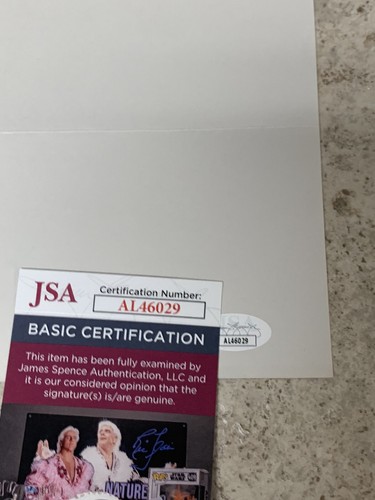 JSA
Certification Number:
AL46029
AL46029
BASIC CERTIFICATION
This item has been fully examined by
James Spence Authentication, LLC and
it is our considered opinion that the
signature(s) is/are genuine.
NATURE